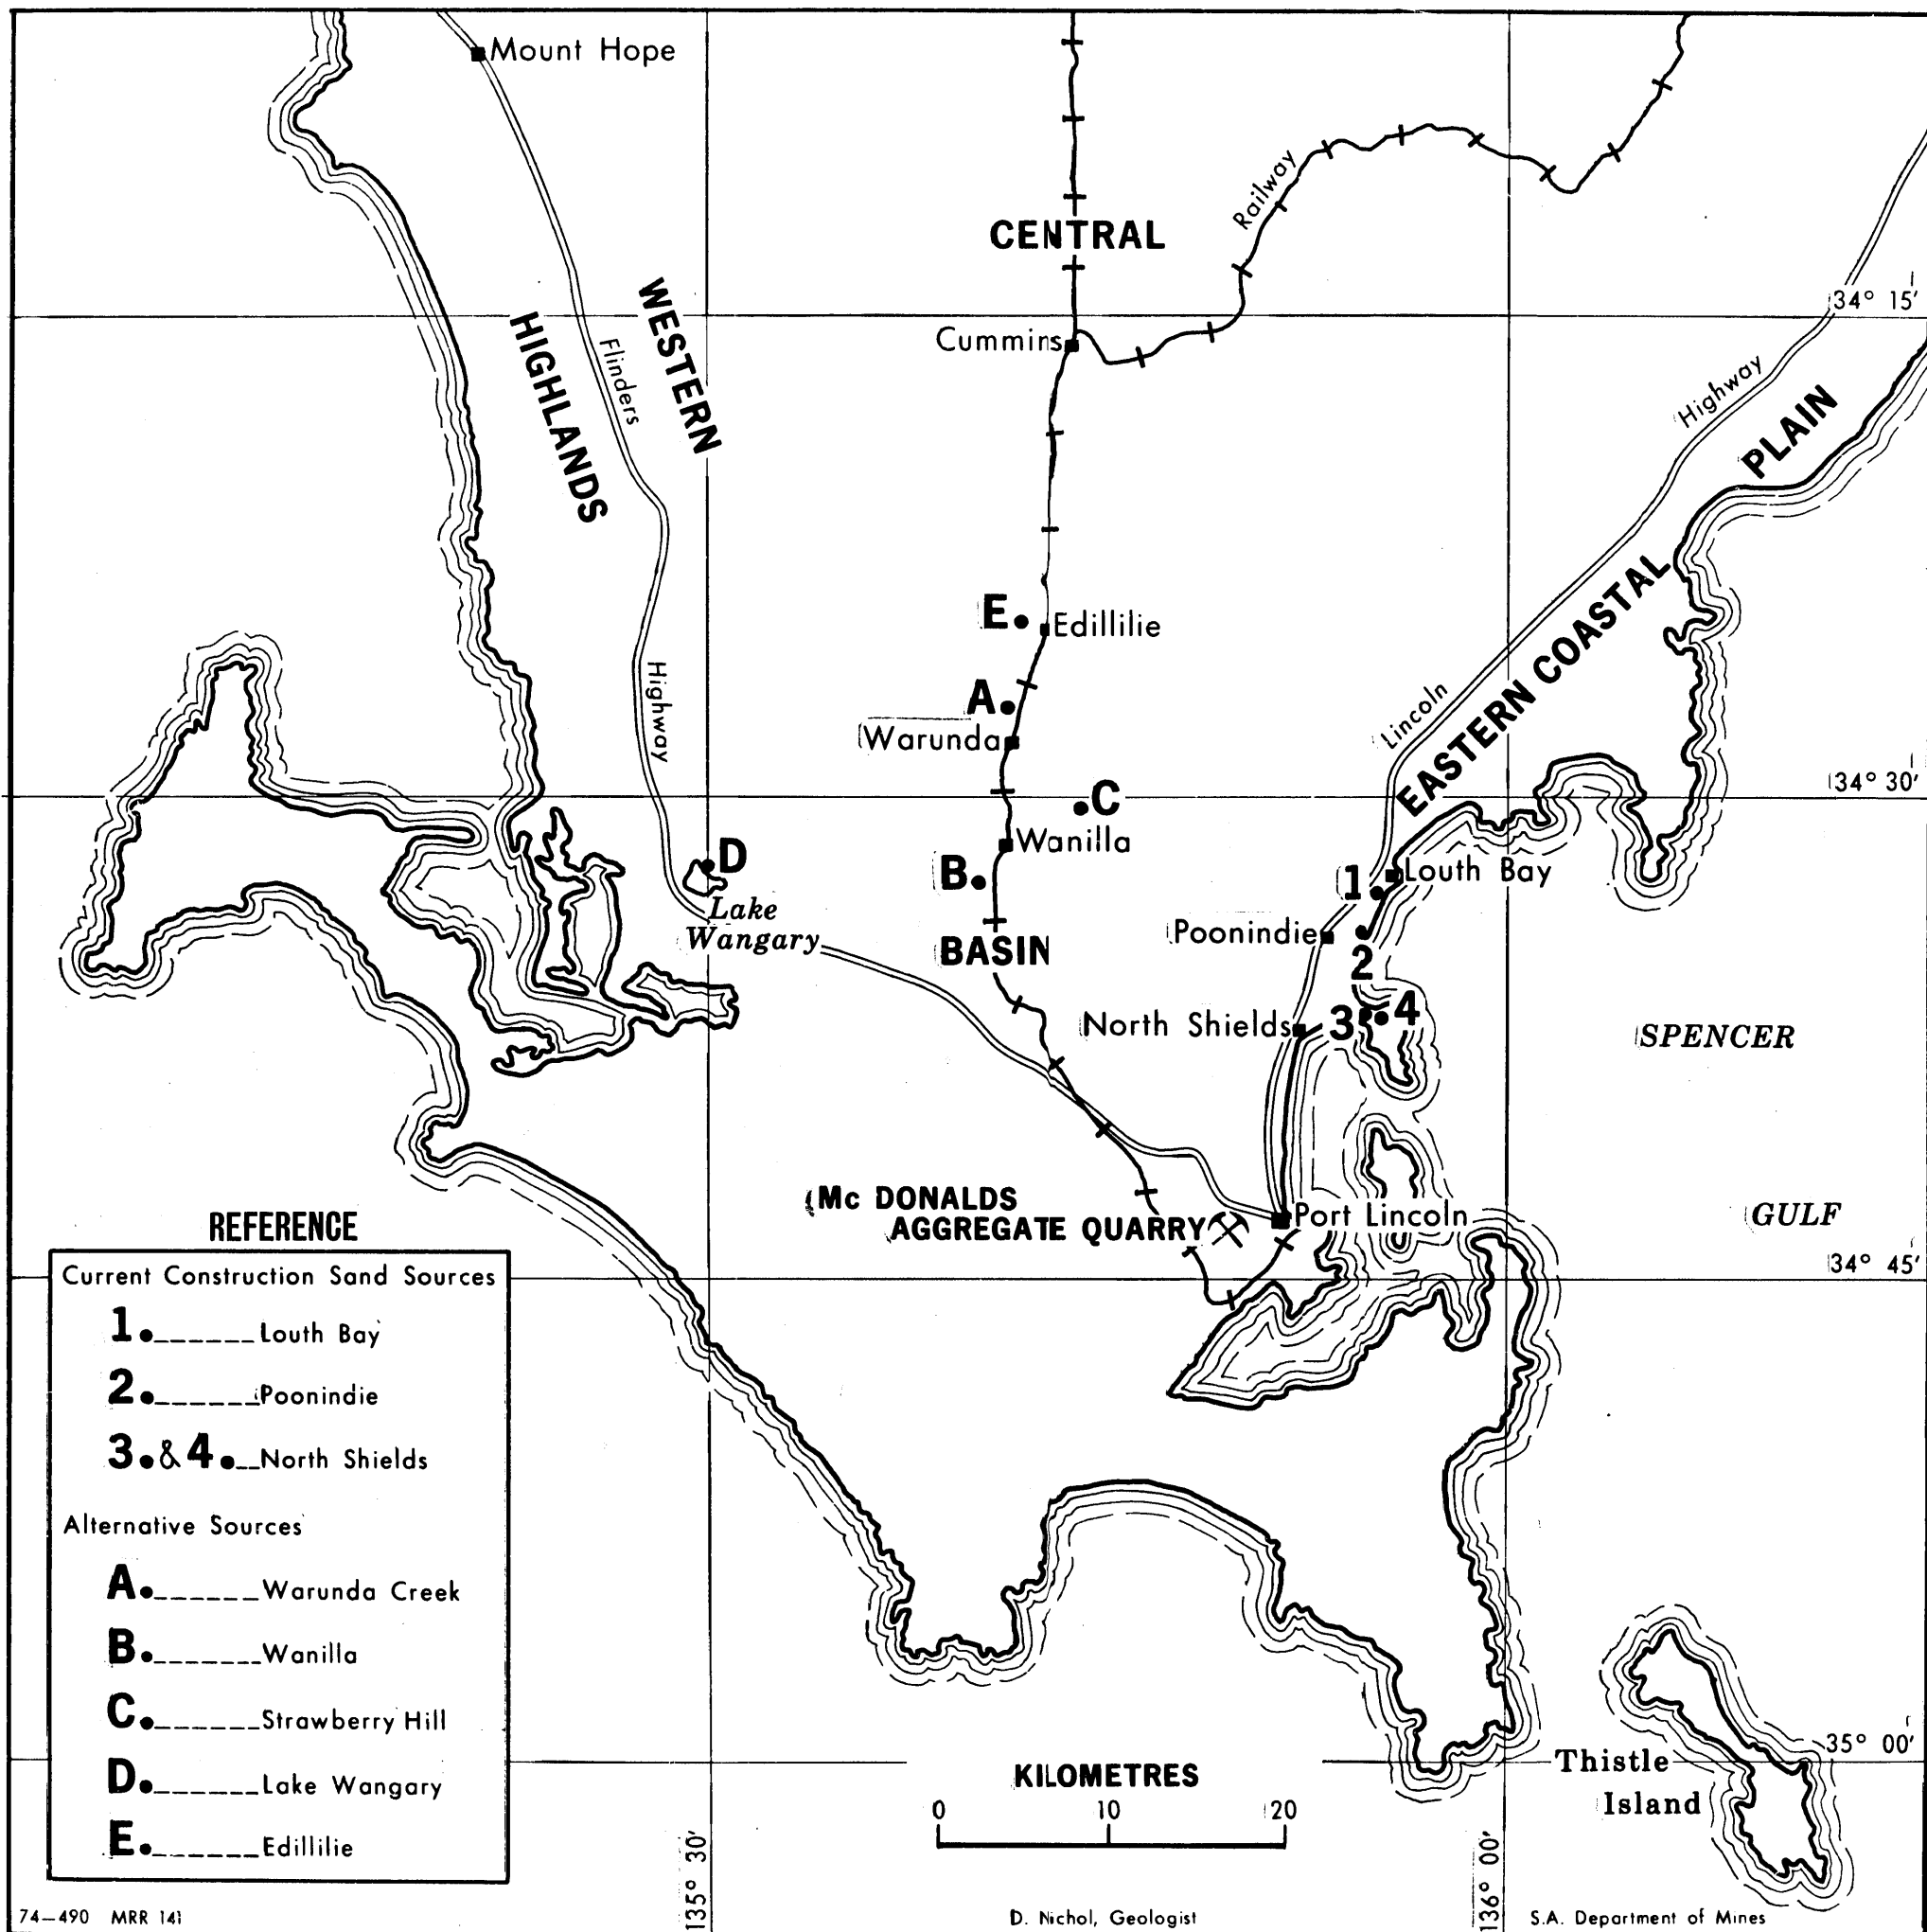 Mount Hope
Railway
CENTRAL
34° 15'
WESTERN
HIGHLANDS
Flinders
Cummins
Highway
PLAIN
E.
Edillilie
EASTERN COASTAL
A.
Highway
Lincoln
Warunda
34° 30'
C
Wanilla
D
B.
1
Louth Bay
Lake
Wangary
BASIN
Poonindie
2
North Shields
3
4
SPENCER
Mc DONALDS
AGGREGATE QUARRY
Port Lincoln
GULF
34° 45'
REFERENCE
Current Construction Sand Sources
1. Louth Bay
2. Poonindie
3. & 4. North Shields
Alternative Sources
A. Warunda Creek
B. Wanilla
C. Strawberry Hill
D. Lake Wangary
E. Edillilie
35° 00'
Thistle
Island
KILOMETRES
0 10 20
135° 30'
136° 00'
74–490 MRR 141
D. Nichol, Geologist
S.A. Department of Mines